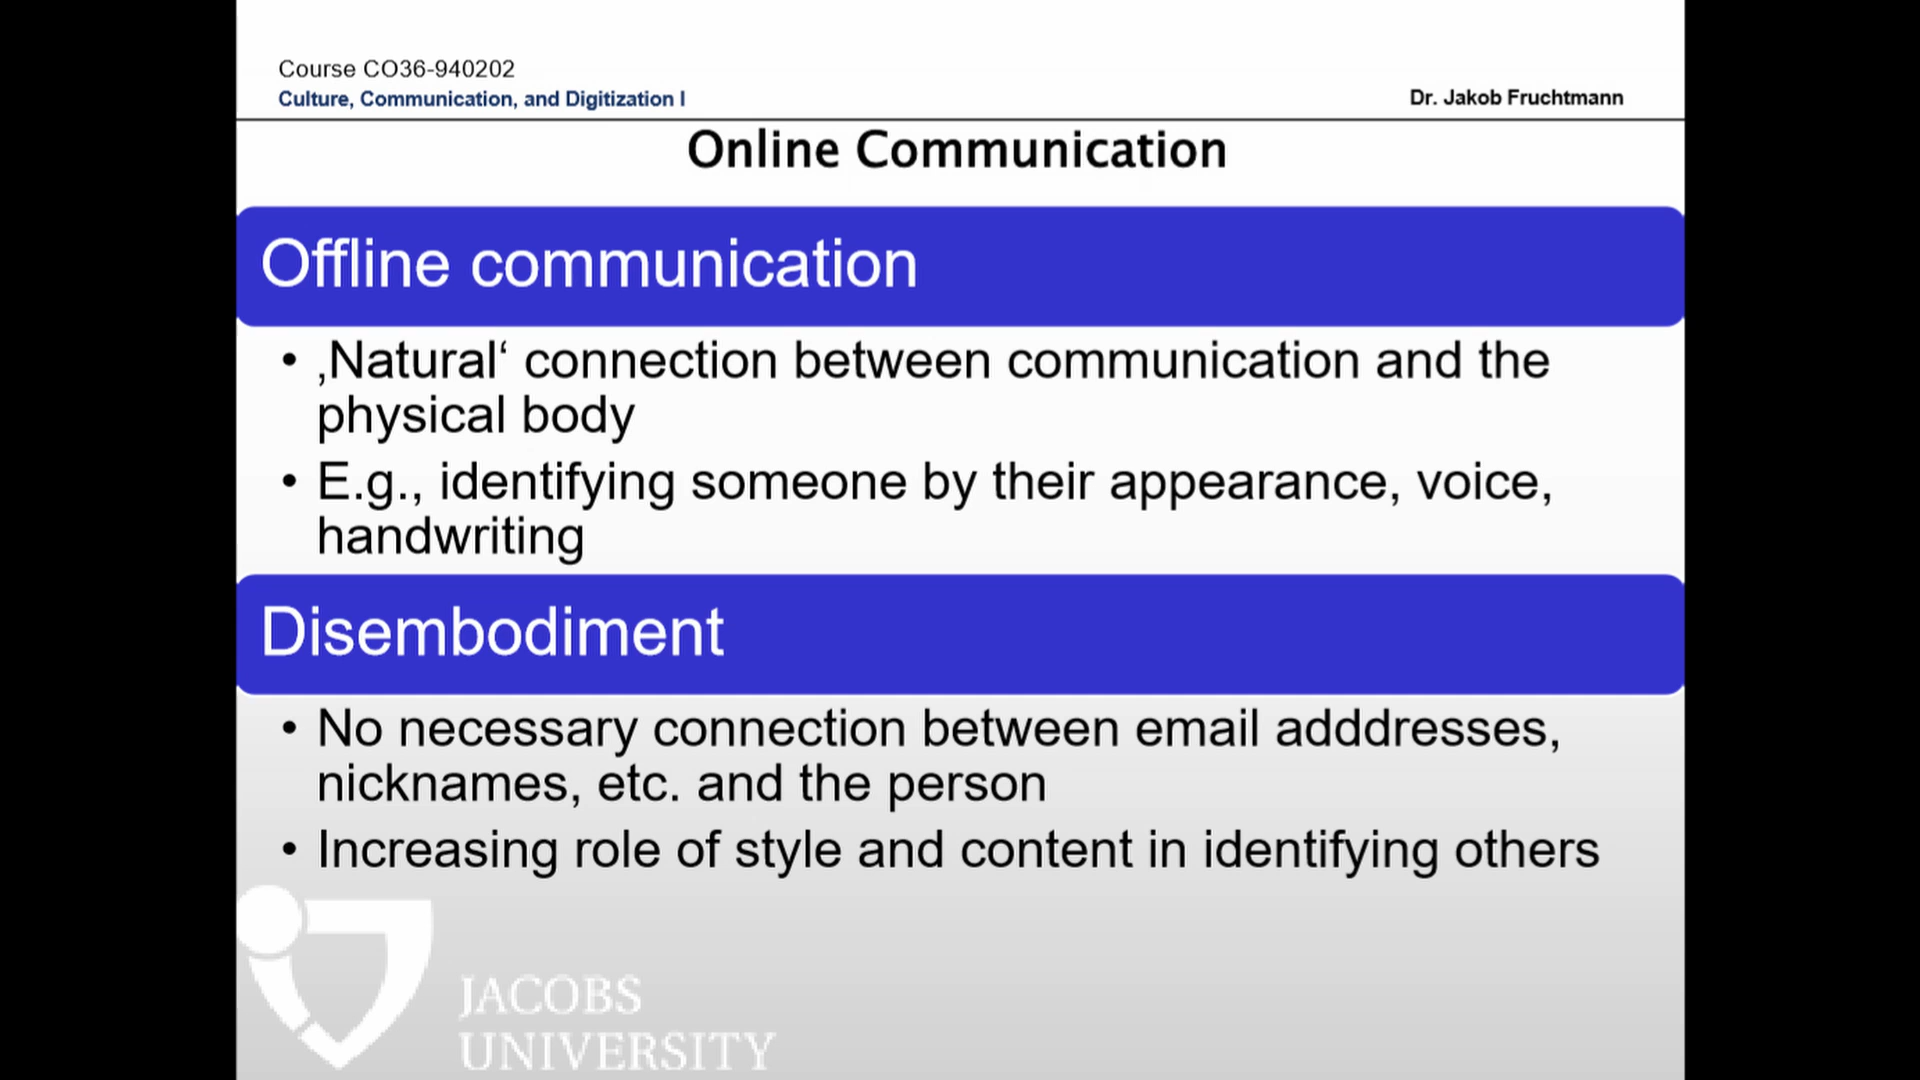 Course CO36-940202
Culture, Communication, and Digitization I
Dr. Jakob Fruchtmann
Online Communication
Offline communication
• ‚Natural‘ connection between communication and the
physical body
• E.g., identifying someone by their appearance, voice,
handwriting
Disembodiment
• No necessary connection between email adddresses,
nicknames, etc. and the person
• Increasing role of style and content in identifying others
JACOBS
UNIVERSITY